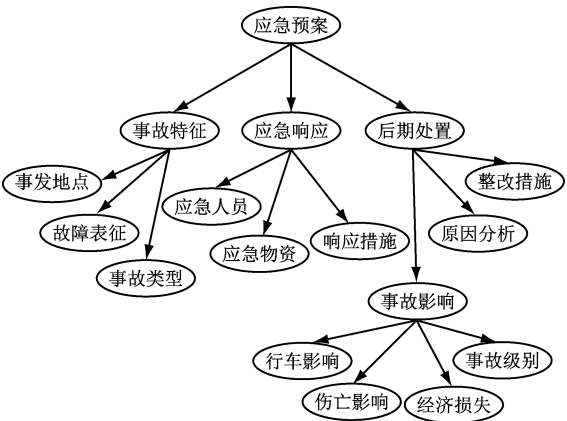 应急预案
事故特征
应急响应
后期处置
事发地点
应急人员
整改措施
故障表征
应急物资
响应措施
原因分析
事故类型
事故影响
行车影响
事故级别
伤亡影响
经济损失